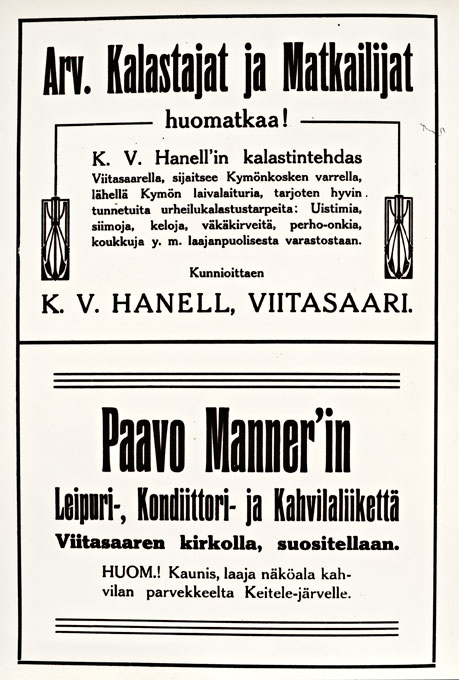 Arv. Kalastajat ja Matkailijat
huomatkaa!
K. V. Hanell'in kalastintehdas
Viitasaarella, sijaitsee Kymönkosken varrella,
lähellä Kymön laivalaituria, tarjoten hyvin
tunnetuita urheilukalastustarpeita: Uistimia,
siimoja, keloja, väkäkirveitä, perho-onkia,
koukkuja y. m. laajanpuolisesta varastostaan.
Kunnioittaen
K. V. HANELL, VIITASAARI.
Paavo Manner'in
Leipuri-, Kondiittori- ja Kahvilaliikettä
Viitasaaren kirkolla, suositellaan.
HUOM.! Kaunis, laaja näköala kah-
vilan parvekkeelta Keitele-järvelle.